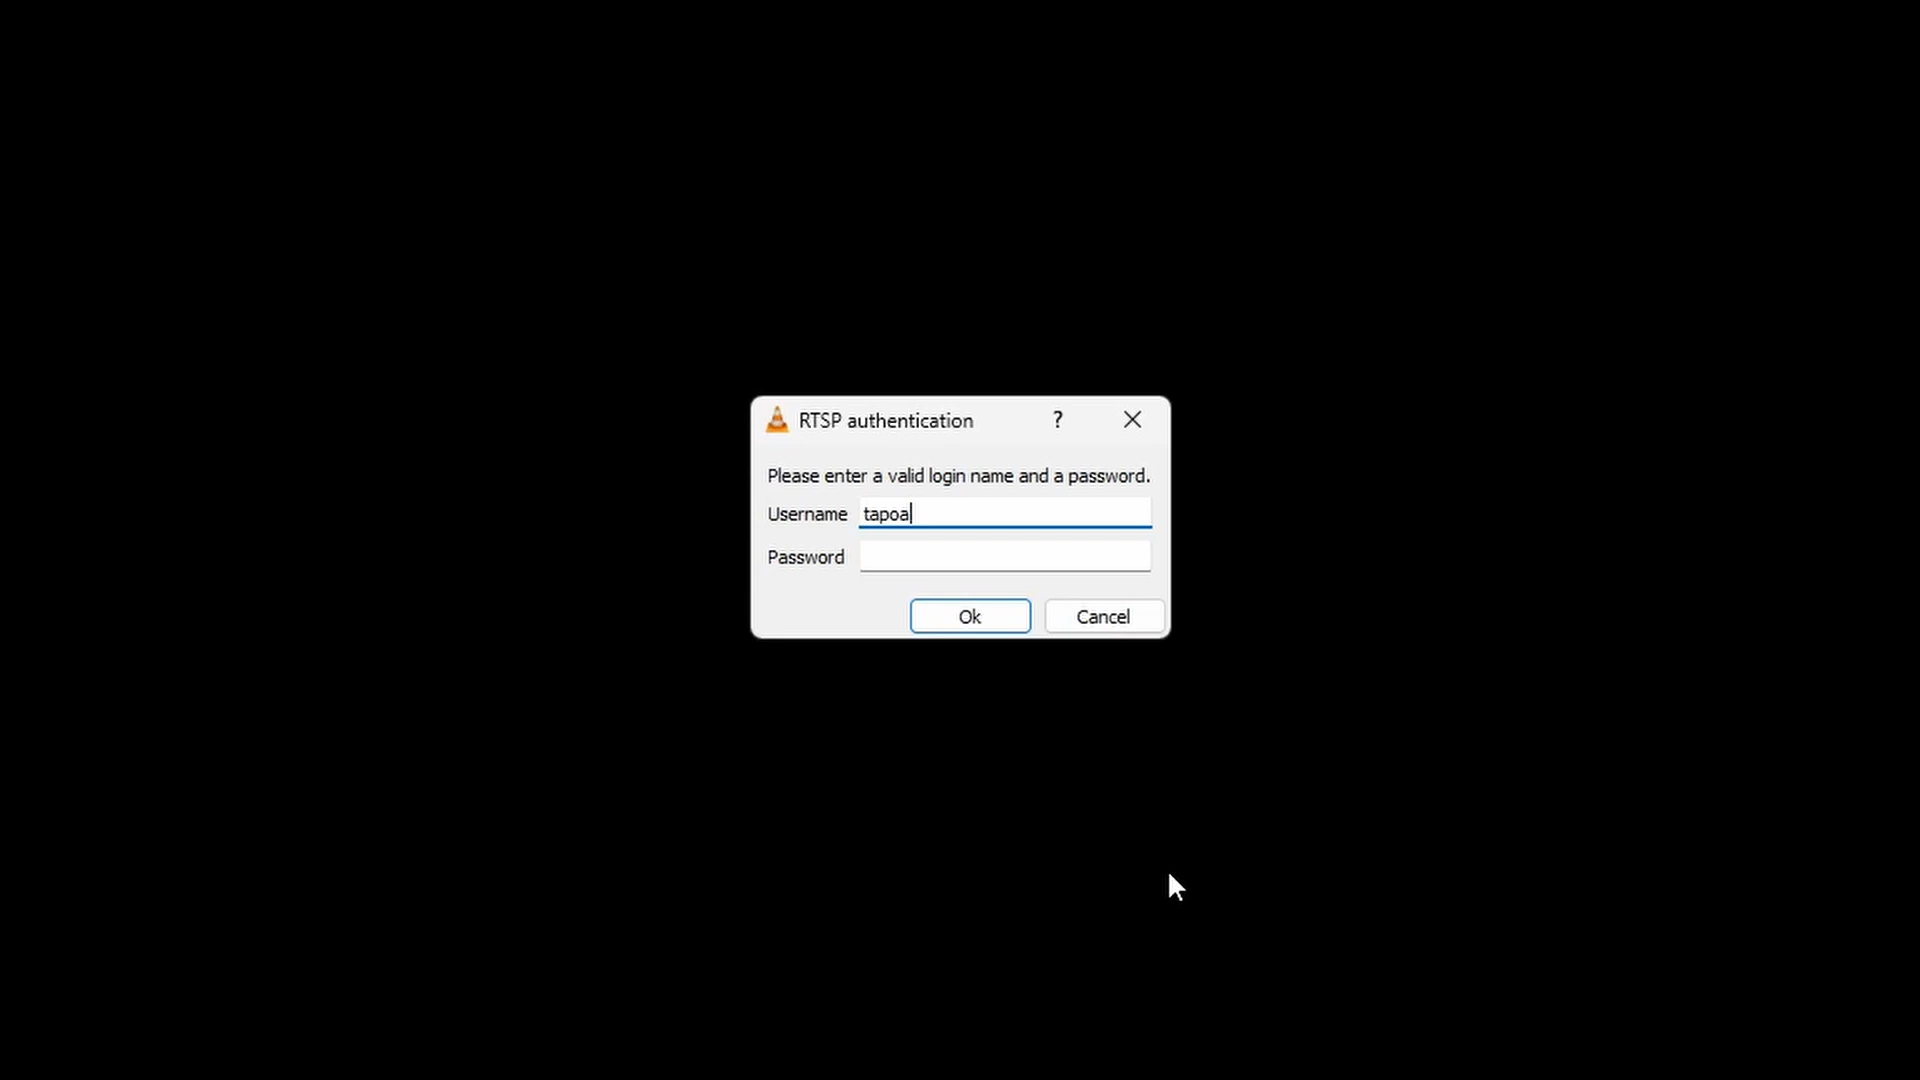 RTSP authentication ?
Please enter a valid login name and a password.
Username tapoa
Password
Ok Cancel